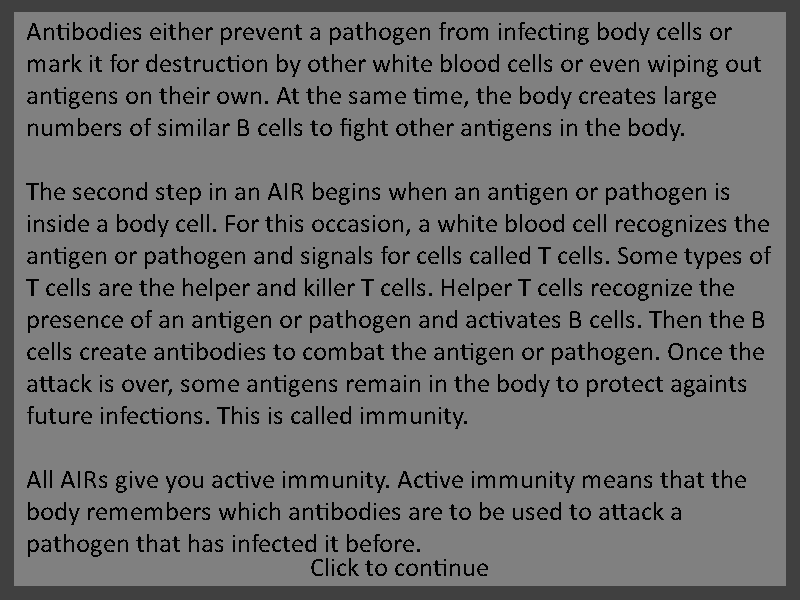 Antibodies either prevent a pathogen from infecting body cells or
mark it for destruction by other white blood cells or even wiping out
antigens on their own. At the same time, the body creates large
numbers of similar B cells to fight other antigens in the body.
The second step in an AIR begins when an antigen or pathogen is
inside a body cell. For this occasion, a white blood cell recognizes the
antigen or pathogen and signals for cells called T cells. Some types of
T cells are the helper and killer T cells. Helper T cells recognize the
presence of an antigen or pathogen and activates B cells. Then the B
cells create antibodies to combat the antigen or pathogen. Once the
attack is over, some antigens remain in the body to protect againts
future infections. This is called immunity.
All AIRs give you active immunity. Active immunity means that the
body remembers which antibodies are to be used to attack a
pathogen that has infected it before.
Click to continue